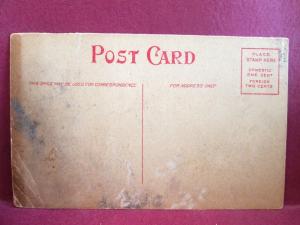 POST CARD
PLACE
STAMP HERE
DOMESTIC
ONE CENT
FOREIGN
TWO CENTS
THIS SPACE MAY BE USED FOR CORRESPONDENCE
FOR ADDRESS ONLY